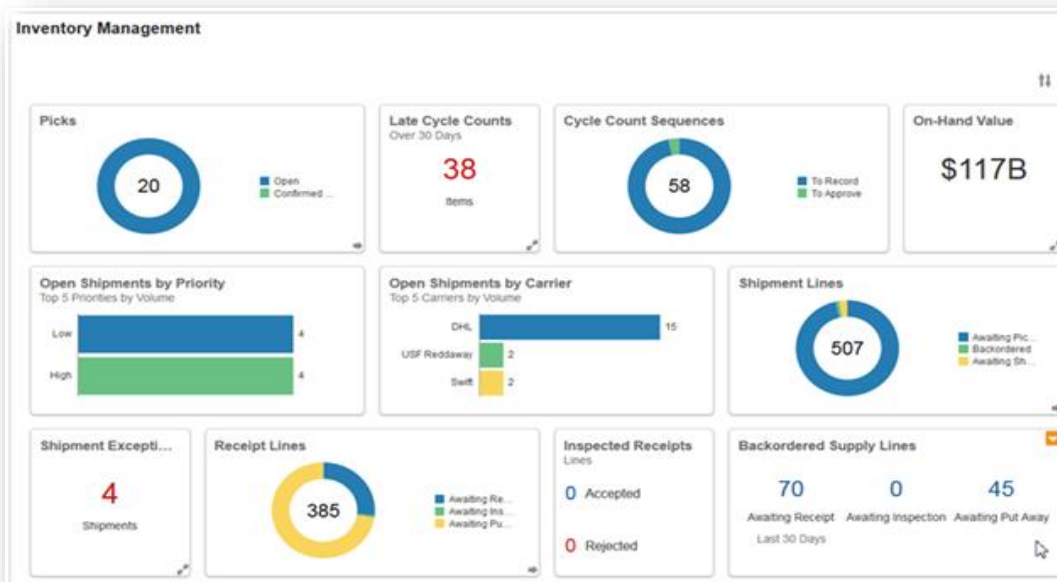 Inventory Management
Picks
20
Open
Confirmed ...
Late Cycle Counts
Over 30 Days
38
Items
Cycle Count Sequences
58
To Record
To Approve
On-Hand Value
$117B
Open Shipments by Priority
Top 5 Priorities by Volume
Low
4
High
4
Open Shipments by Carrier
Top 5 Carriers by Volume
DHL
15
USF Reddaway
2
Swift
2
Shipment Lines
507
Awaiting Pic...
Backordered
Awaiting Sh...
Shipment Excepti...
4
Shipments
Receipt Lines
385
Awaiting Re...
Awaiting Ins...
Awaiting Pu...
Inspected Receipts
Lines
0 Accepted
0 Rejected
Backordered Supply Lines
70 0 45
Awaiting Receipt Awaiting Inspection Awaiting Put Away
Last 30 Days